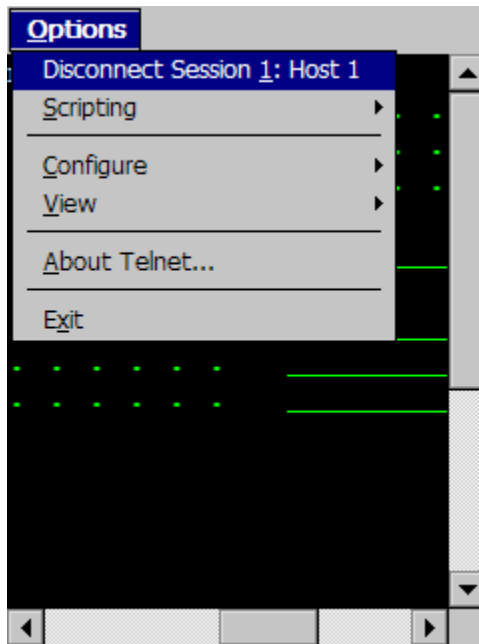 Options
Disconnect Session 1: Host 1
Scripting
Configure
View
About Telnet...
Exit